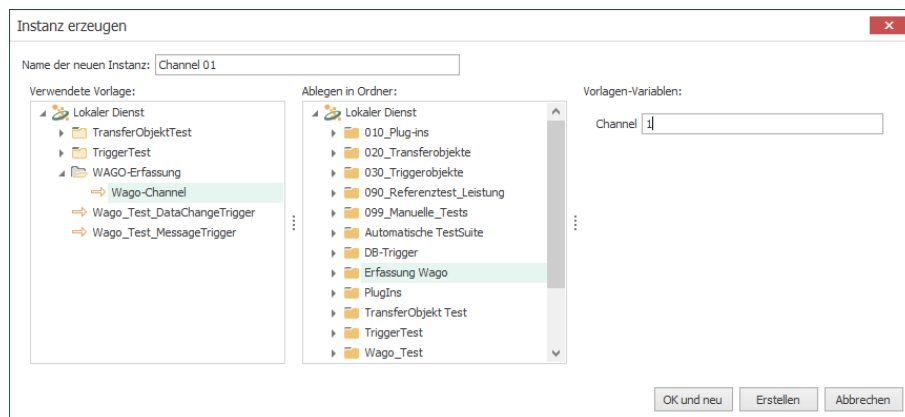 Instanz erzeugen
Name der neuen Instanz: Channel 01
Verwendete Vorlage:
Lokaler Dienst
TransferObjektTest
TriggerTest
WAGO-Erfassung
Wago-Channel
Wago_Test_DataChangeTrigger
Wago_Test_MessageTrigger
Ablegen in Ordner:
Lokaler Dienst
010_Plug-ins
020_Transferobjekte
030_Triggerobjekte
090_Referenztest_Leistung
099_Manuelle_Tests
Automatische TestSuite
DB-Trigger
Erfassung Wago
PlugIns
TransferObjekt Test
TriggerTest
Wago_Test
Vorlagen-Variablen:
Channel 1
OK und neu Erstellen Abbrechen